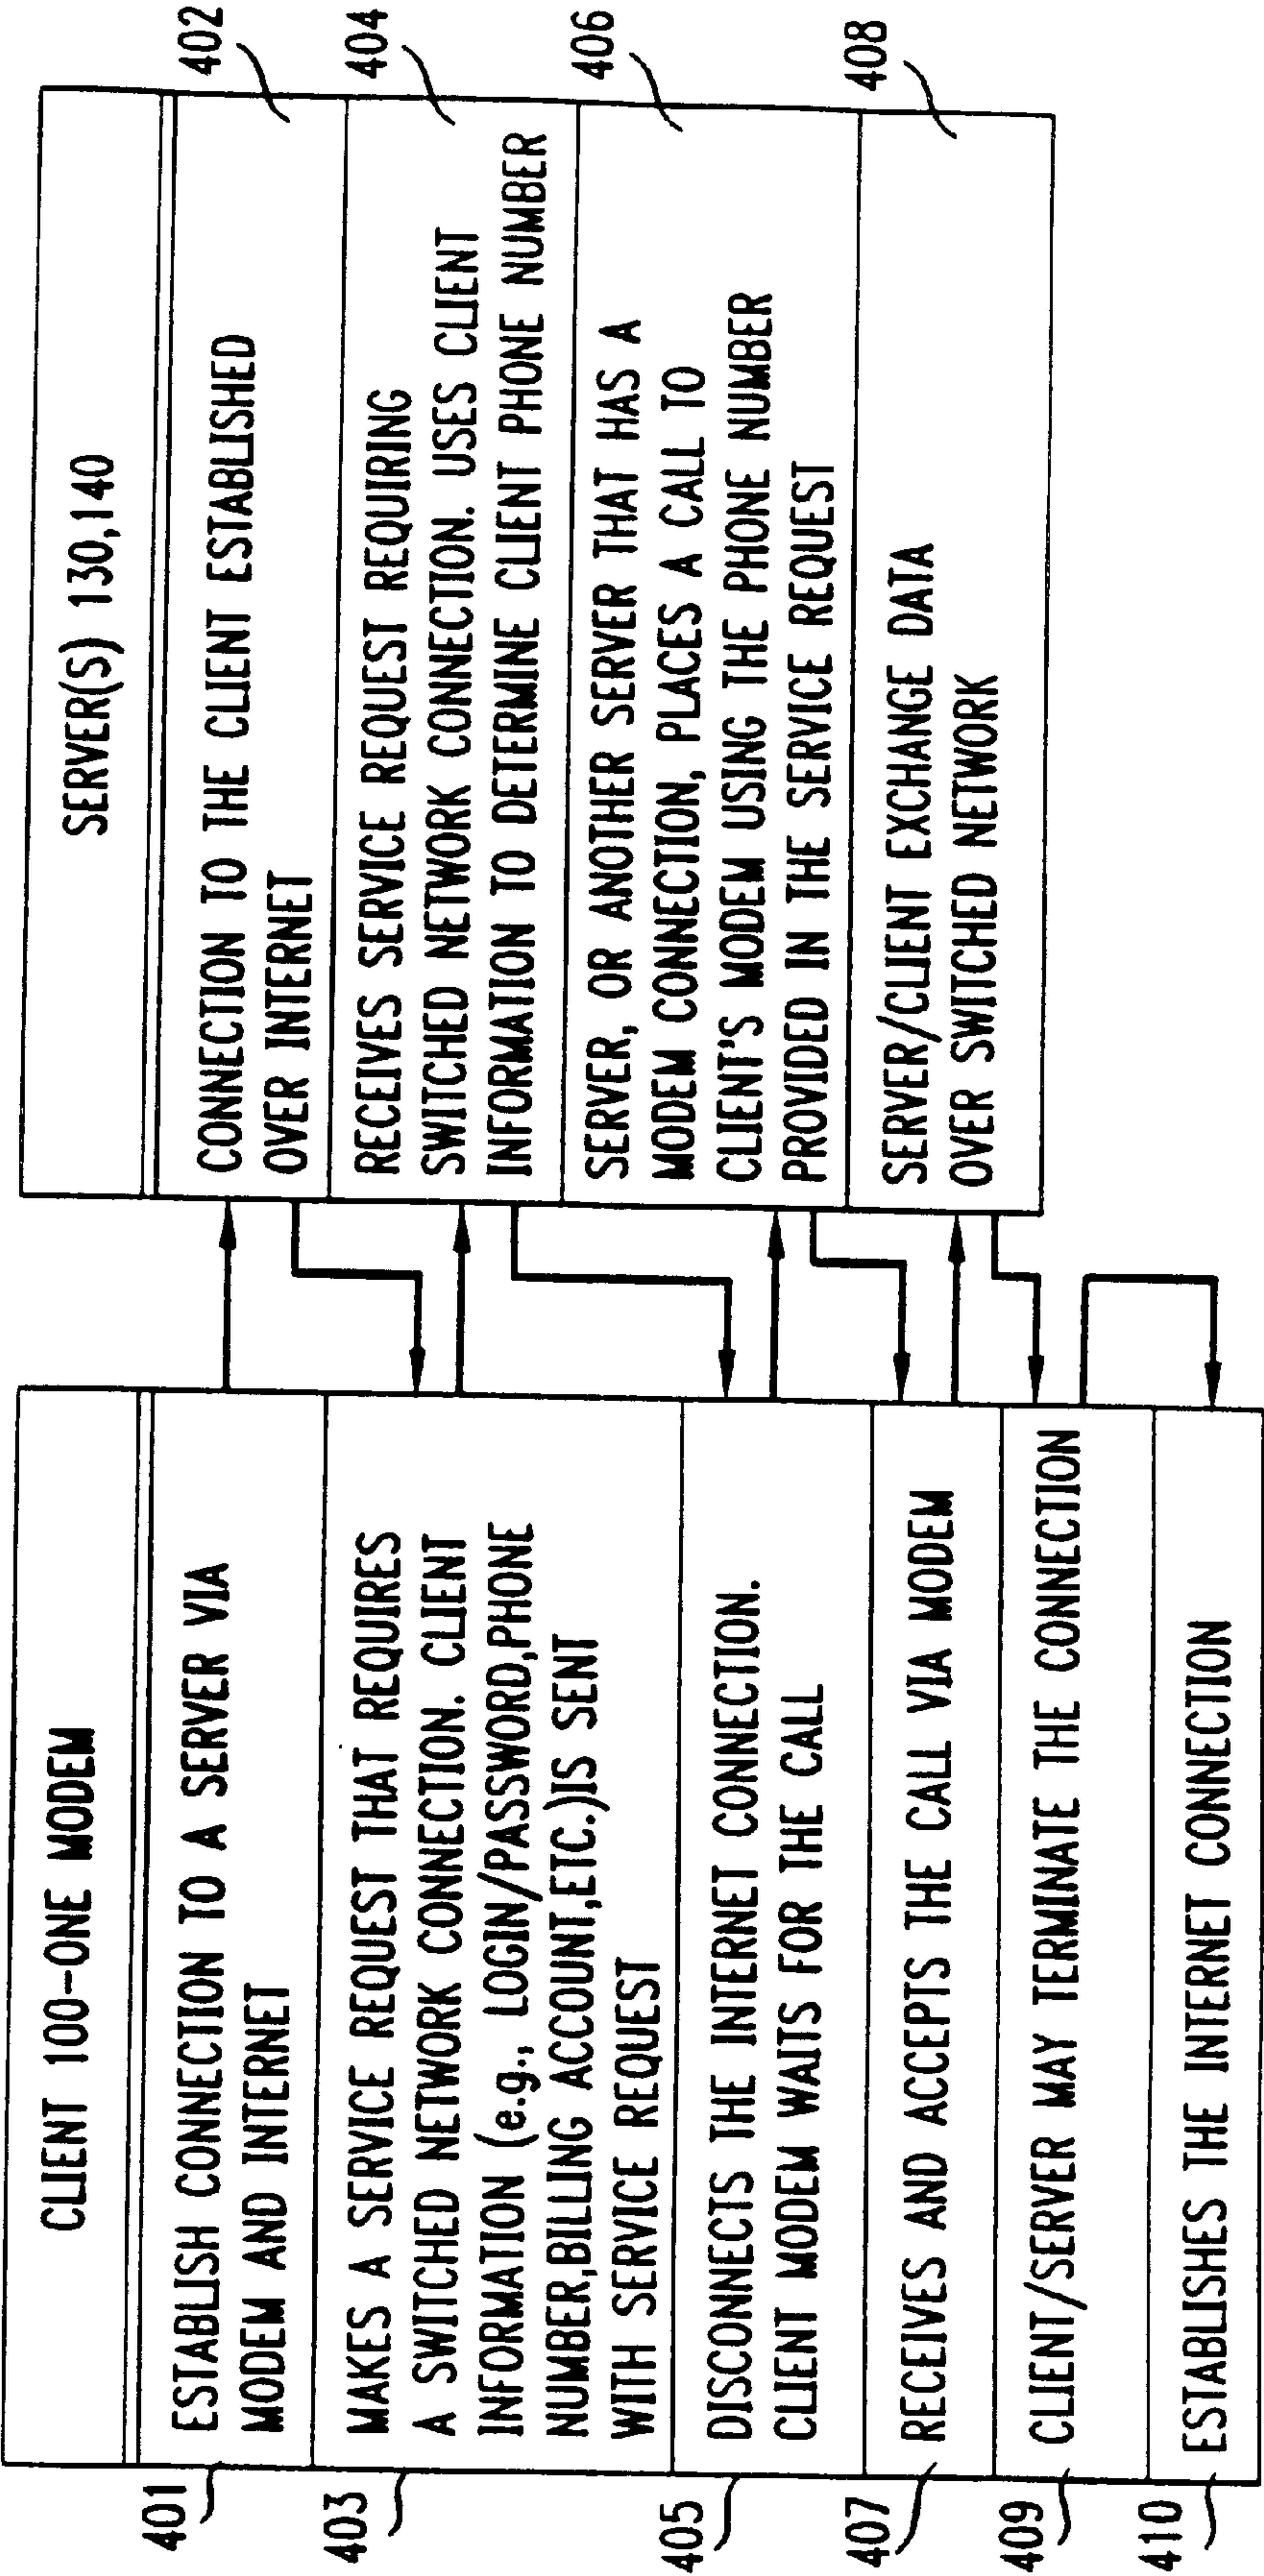 CLIENT 100-ONE MODEM
401
ESTABLISH CONNECTION TO A SERVER VIA
MODEM AND INTERNET
403
MAKES A SERVICE REQUEST THAT REQUIRES
A SWITCHED NETWORK CONNECTION. CLIENT
INFORMATION (e.g., LOGIN/PASSWORD,PHONE
NUMBER,BILLING ACCOUNT,ETC.)IS SENT
WITH SERVICE REQUEST
405
DISCONNECTS THE INTERNET CONNECTION.
CLIENT MODEM WAITS FOR THE CALL
407
RECEIVES AND ACCEPTS THE CALL VIA MODEM
409
CLIENT/SERVER MAY TERMINATE THE CONNECTION
410
ESTABLISHES THE INTERNET CONNECTION
SERVER(S) 130,140
CONNECTION TO THE CLIENT ESTABLISHED
OVER INTERNET
402
RECEIVES SERVICE REQUEST REQUIRING
SWITCHED NETWORK CONNECTION. USES CLIENT
INFORMATION TO DETERMINE CLIENT PHONE NUMBER
404
SERVER, OR ANOTHER SERVER THAT HAS A
MODEM CONNECTION, PLACES A CALL TO
CLIENT'S MODEM USING THE PHONE NUMBER
PROVIDED IN THE SERVICE REQUEST
406
SERVER/CLIENT EXCHANGE DATA
OVER SWITCHED NETWORK
408